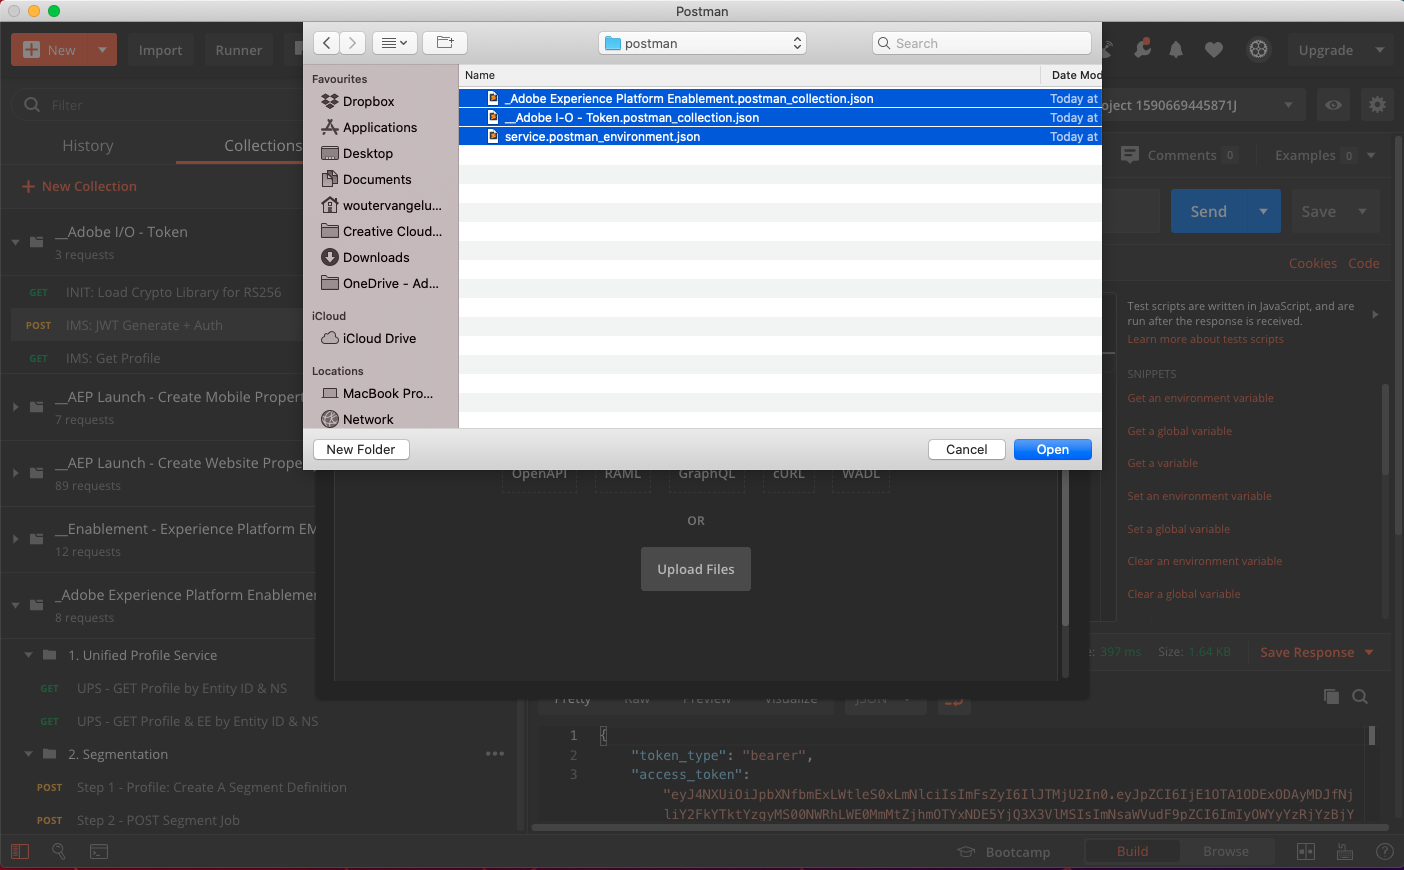 Postman
New
Import
Runner
postman
Search
Upgrade
Filter
oject 1590669445871J
Favourites
Dropbox
Applications
Desktop
Documents
woutervangelu...
Creative Cloud...
Downloads
OneDrive - Ad...
iCloud
iCloud Drive
Locations
MacBook Pro...
Network
Name
Date Mod
_Adobe Experience Platform Enablement.postman_collection.json
Today at
__Adobe I-O - Token.postman_collection.json
Today at
service.postman_environment.json
Today at
New Folder
Cancel
Open
History
Collections
New Collection
__Adobe I/O - Token
3 requests
GET INIT: Load Crypto Library for RS256
POST IMS: JWT Generate + Auth
GET IMS: Get Profile
__AEP Launch - Create Mobile Propert
7 requests
__AEP Launch - Create Website Prope
89 requests
__Enablement - Experience Platform EM
12 requests
_Adobe Experience Platform Enableme
8 requests
1. Unified Profile Service
GET UPS - GET Profile by Entity ID & NS
GET UPS - GET Profile & EE by Entity ID & NS
2. Segmentation
POST Step 1 - Profile: Create A Segment Definition
POST Step 2 - POST Segment Job
Comments 0
Examples 0
Send
Save
Cookies Code
Test scripts are written in JavaScript, and are
run after the response is received.
Learn more about tests scripts
SNIPPETS
Get an environment variable
Get a global variable
Get a variable
Set an environment variable
Set a global variable
Clear an environment variable
Clear a global variable
OpenAPI RAML GraphQL cURL WADL
OR
Upload Files
e: 397 ms Size: 1.64 KB Save Response
Pretty Raw Preview Visualize JSON
1 {
2 "token_type": "bearer",
3 "access_token":
"eyJ4NXUiOiJpbXNfbmExLWtleS0xLmNlciIsImFsZyI6IlJTMjU2In0.eyJpZCI6IjE1OTA1ODExODAyMDJfNj
liY2FkYTktYzgyMS00NWRhLWE0MmMtZjhmOTYxNDE5YjQ3X3VlMSIsImNsaWVudF9pZCI6ImIyOWYyYzRjYzBjY
Bootcamp
Build
Browse